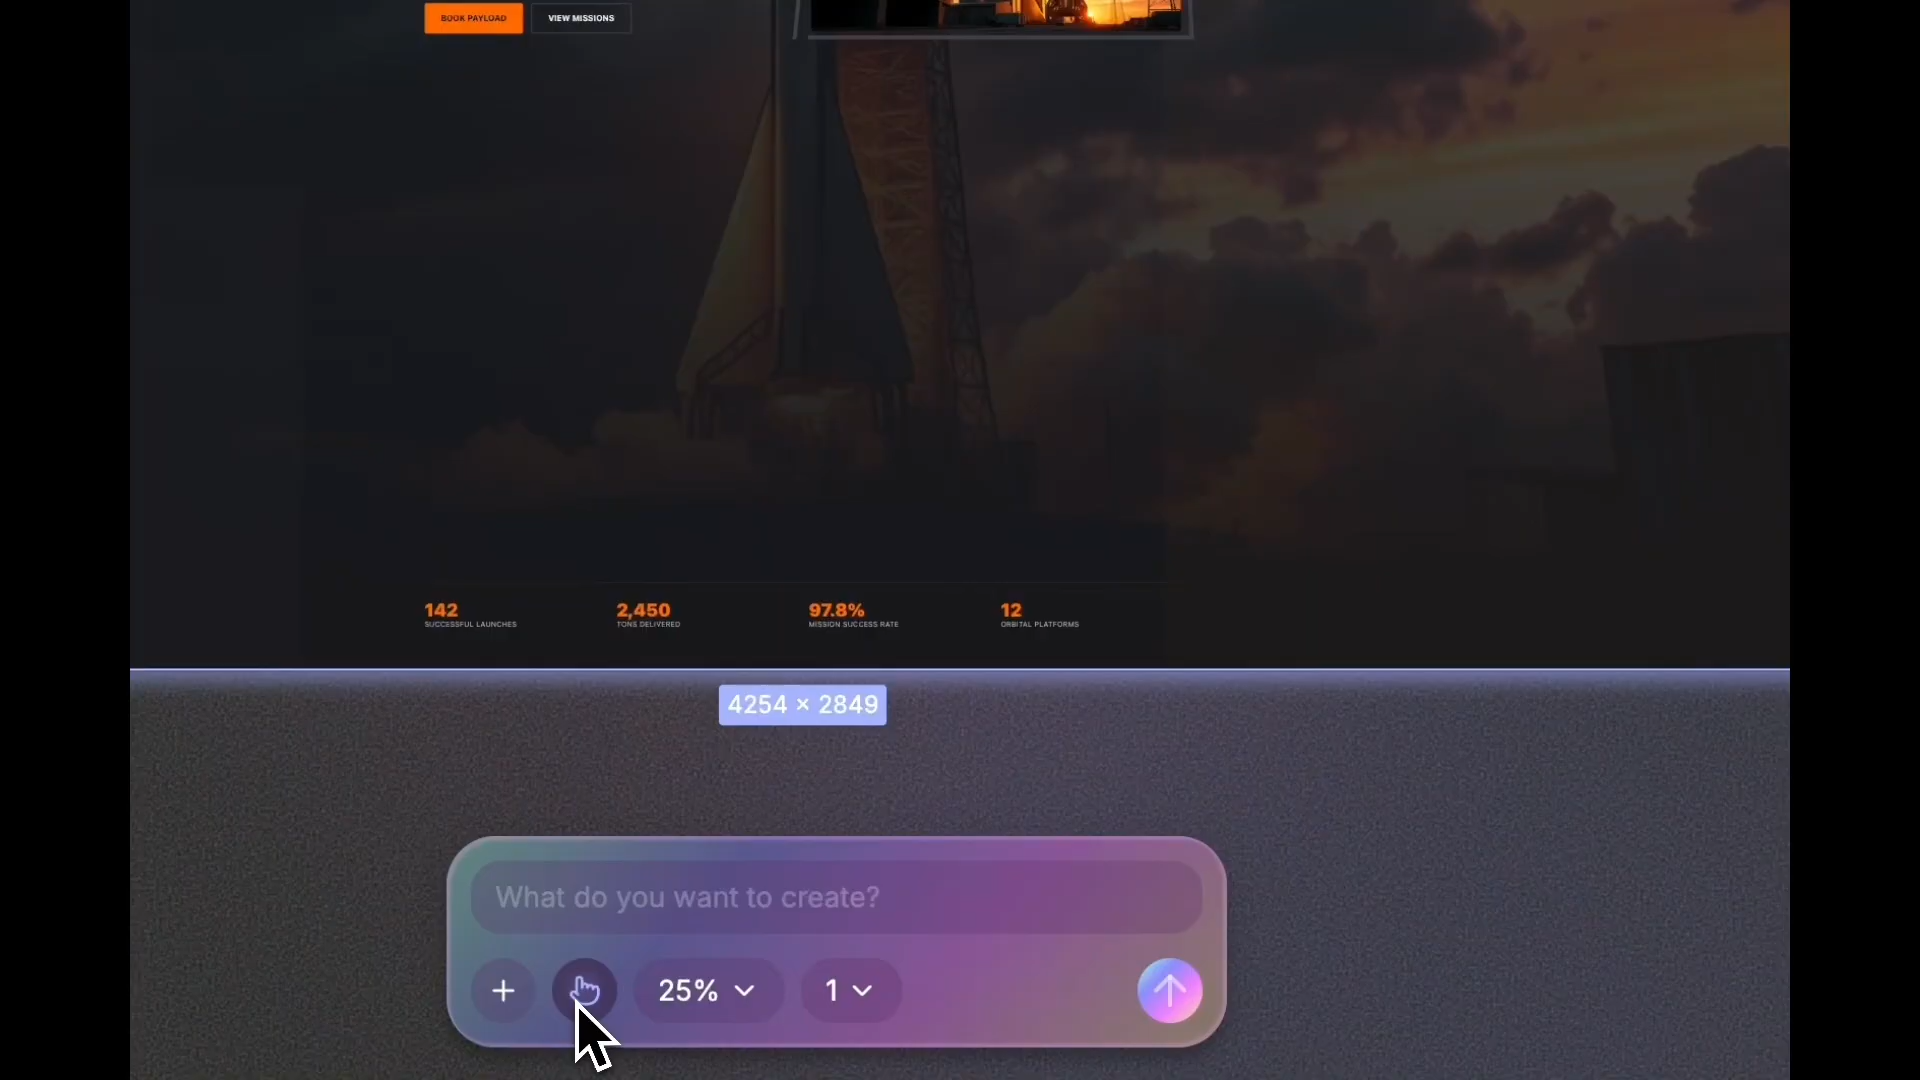 BOOK PAYLOAD VIEW MISSIONS
142 2,450 97.8% 12
SUCCESSFUL LAUNCHES TONS DELIVERED MISSION SUCCESS RATE ORBITAL PLATFORMS
4254 × 2849
What do you want to create?
25% 1